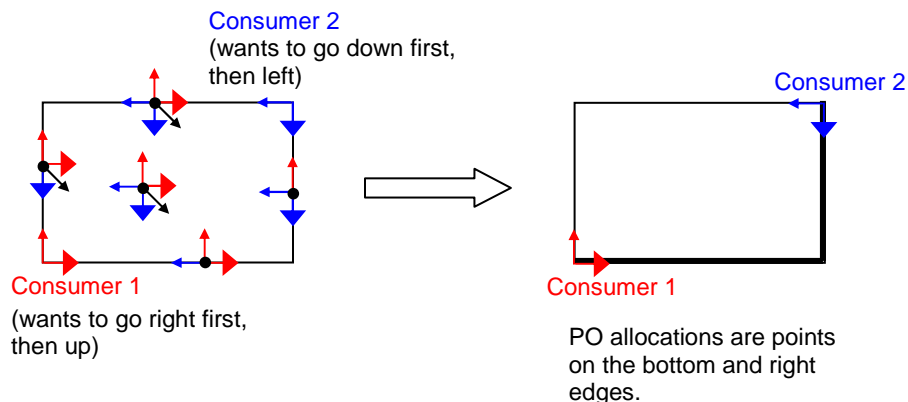 Consumer 2
(wants to go down first,
then left)
Consumer 1
(wants to go right first,
then up)
Consumer 2
Consumer 1
PO allocations are points
on the bottom and right
edges.